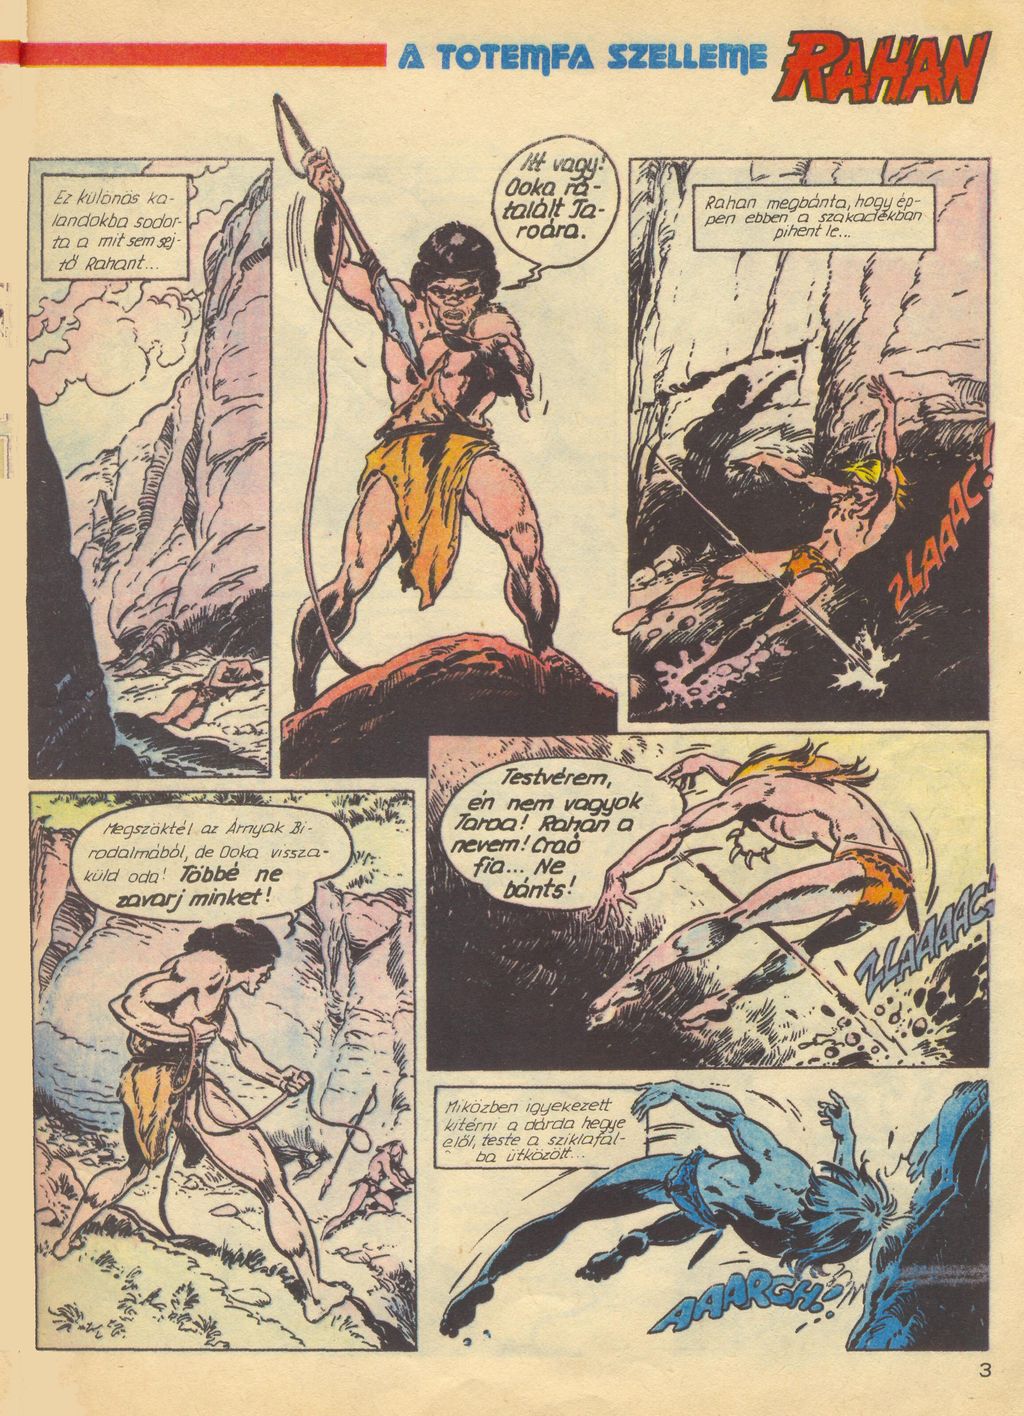 A TOTEMFA SZELLEME
RAHAN
Ez különös ka-
landokba sodor-
ta a mit sem sej-
tő Rahant...
Itt vagy!
Ooka rá-
talált Ta-
roára.
Rahan megbánta, hogy ép-
pen ebben a szakadékban
pihent le...
ZLAAAC!
Megszöktél az Árnyak Bi-
rodalmából, de Ooka vissza-
küld oda! Többé ne
zavarj minket!
Testvérem,
én nem vagyok
Taroa! Rahan a
nevem! Craó
fia... Ne
bánts!
ZLAAAAAC!
Miközben igyekezett
kitérni a dárda hegye
elől, teste a sziklafal-
ba ütközött...
AAARGH!
3